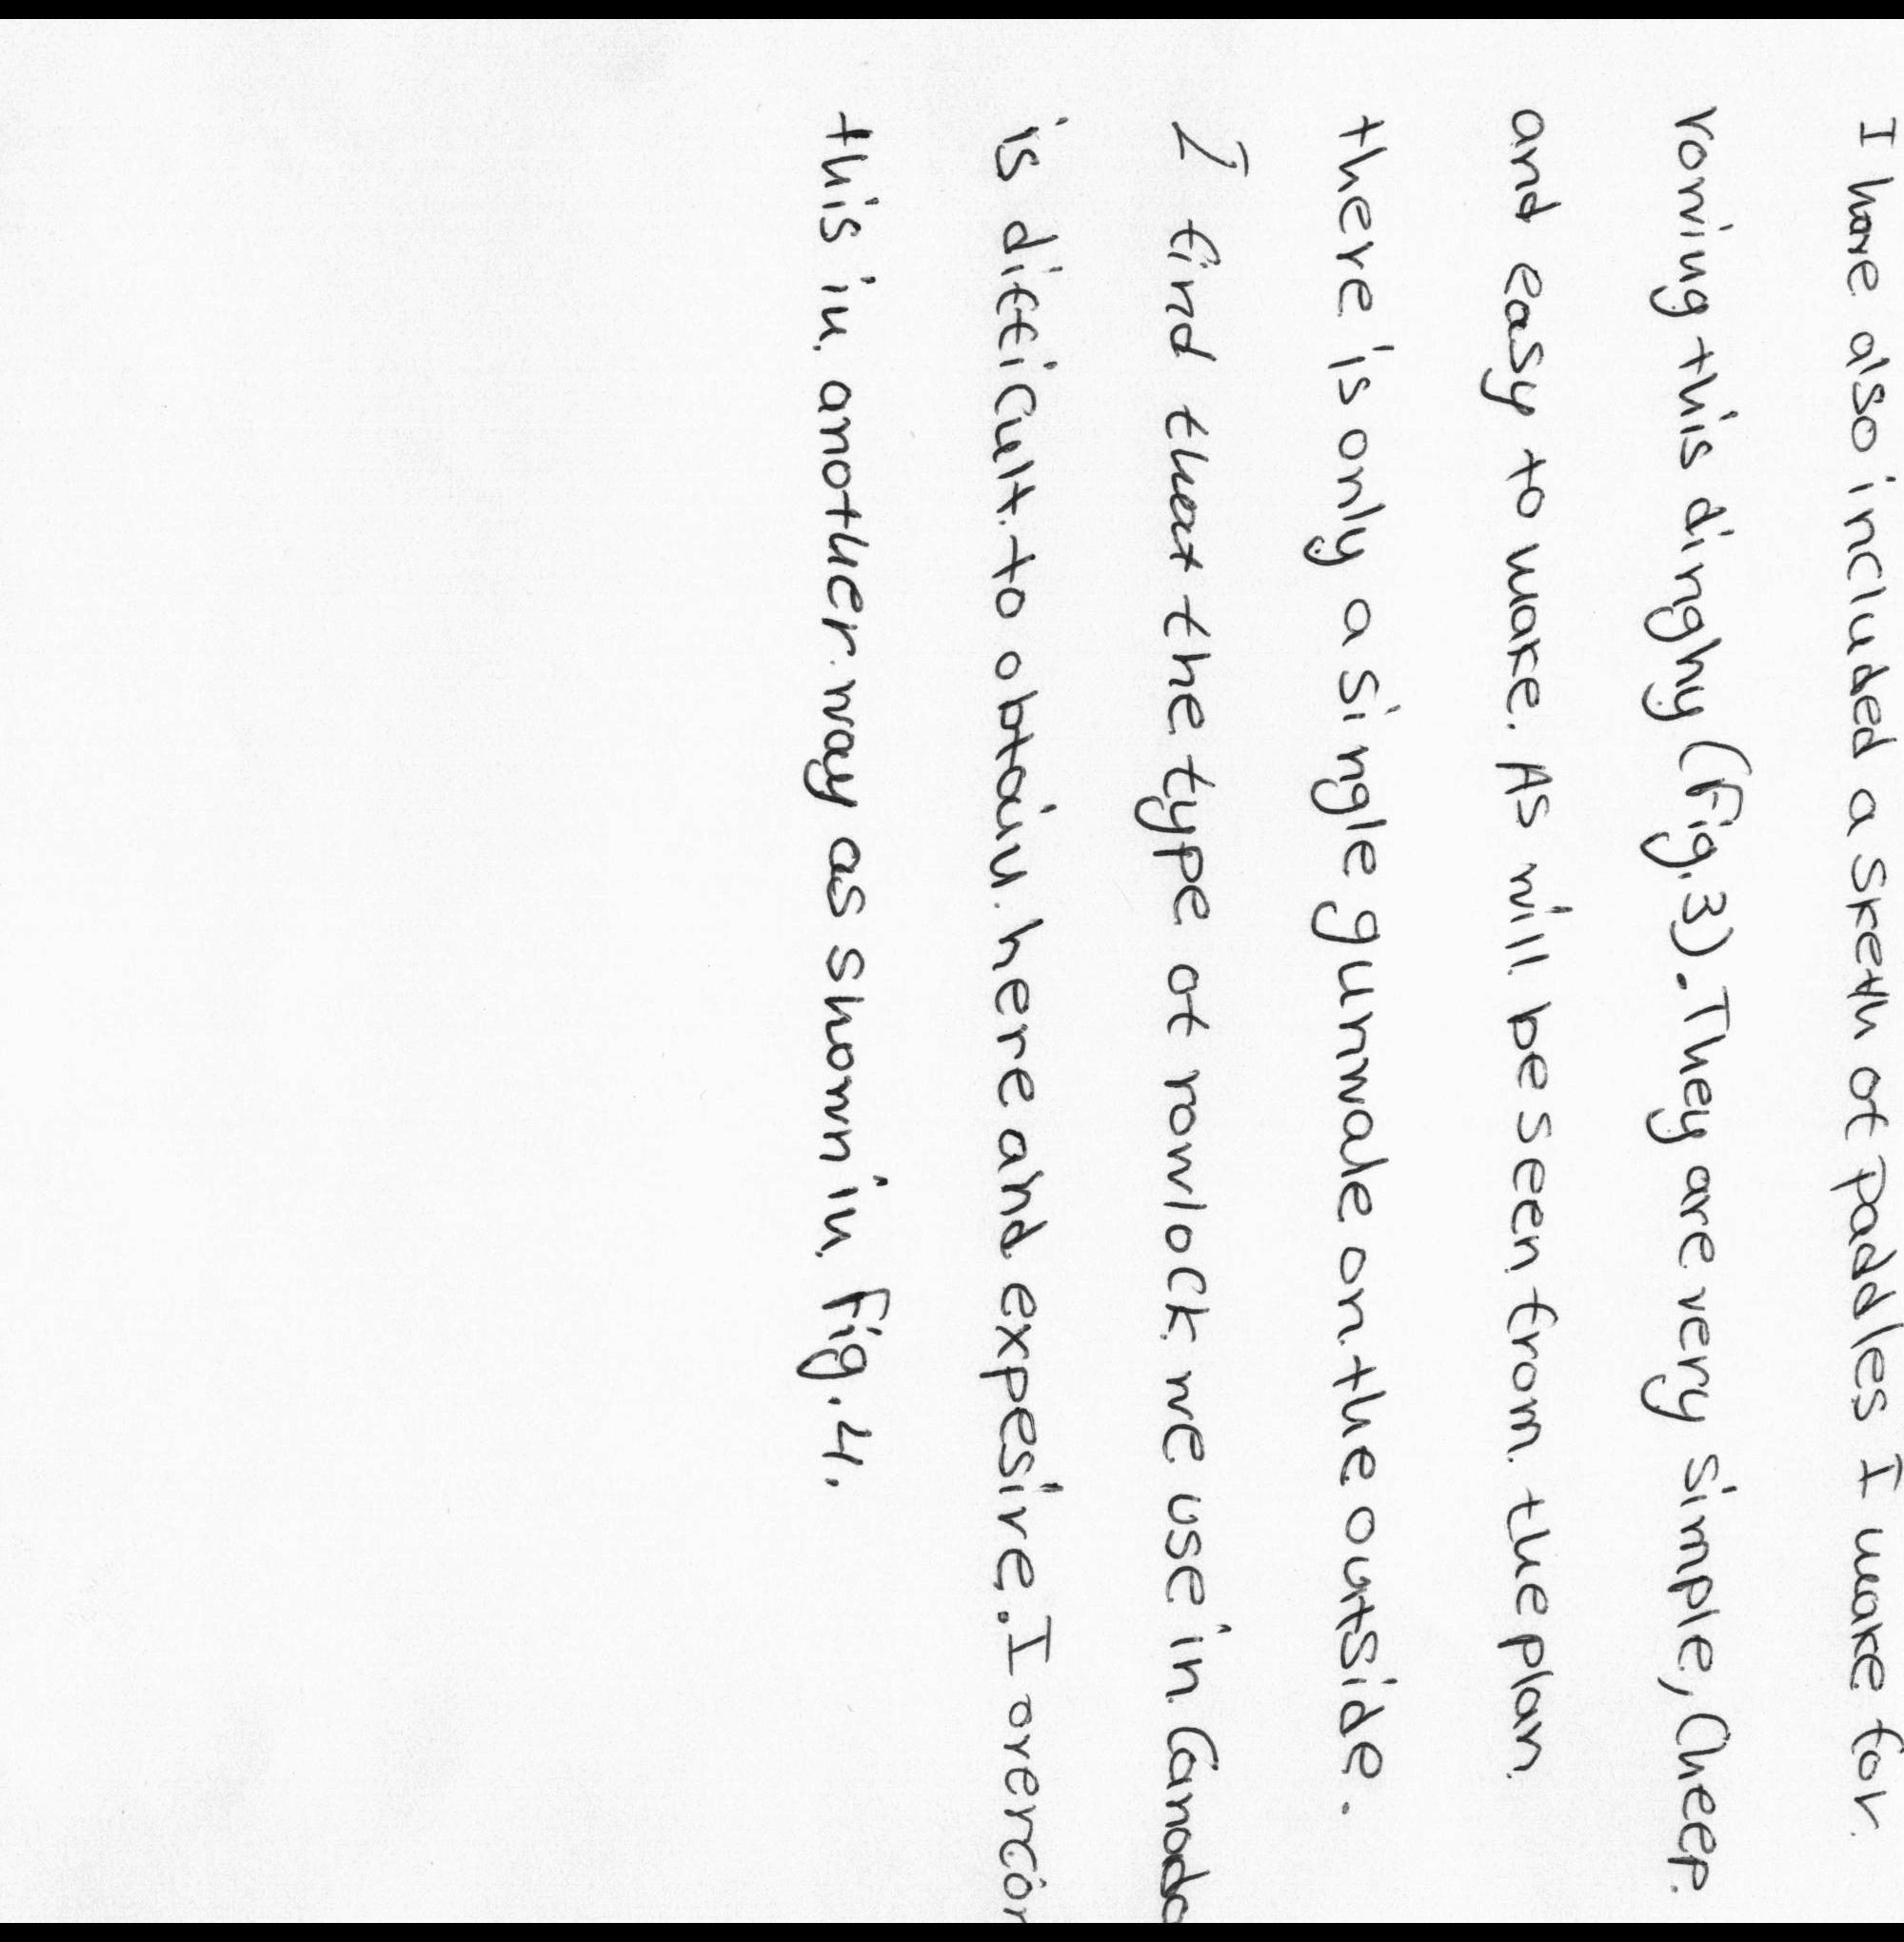 I have also included a sketh of paddles I make for
rowing this dinghy (Fig.3). They are very simple, Cheep
and easy to make. As will be seen from the plan
there is only a single gunwale on the outside.
I find that the type of rowlock we use in Canada
is difficult to obtain here and expesive. I overcom
this in another way as shown in Fig.4.